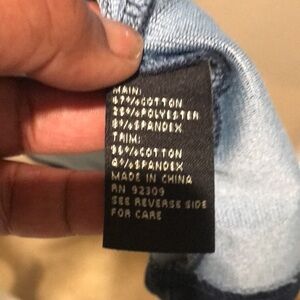 MAIN:
67%COTTON
25%POLYESTER
8%SPANDEX
TRIM:
96%COTTON
4%SPANDEX
MADE IN CHINA
RN 92309
SEE REVERSE SIDE
FOR CARE